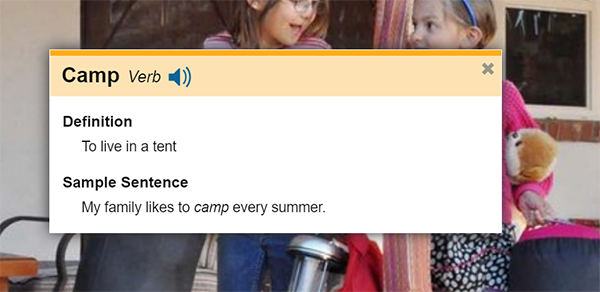 Camp Verb
Definition
To live in a tent
Sample Sentence
My family likes to camp every summer.